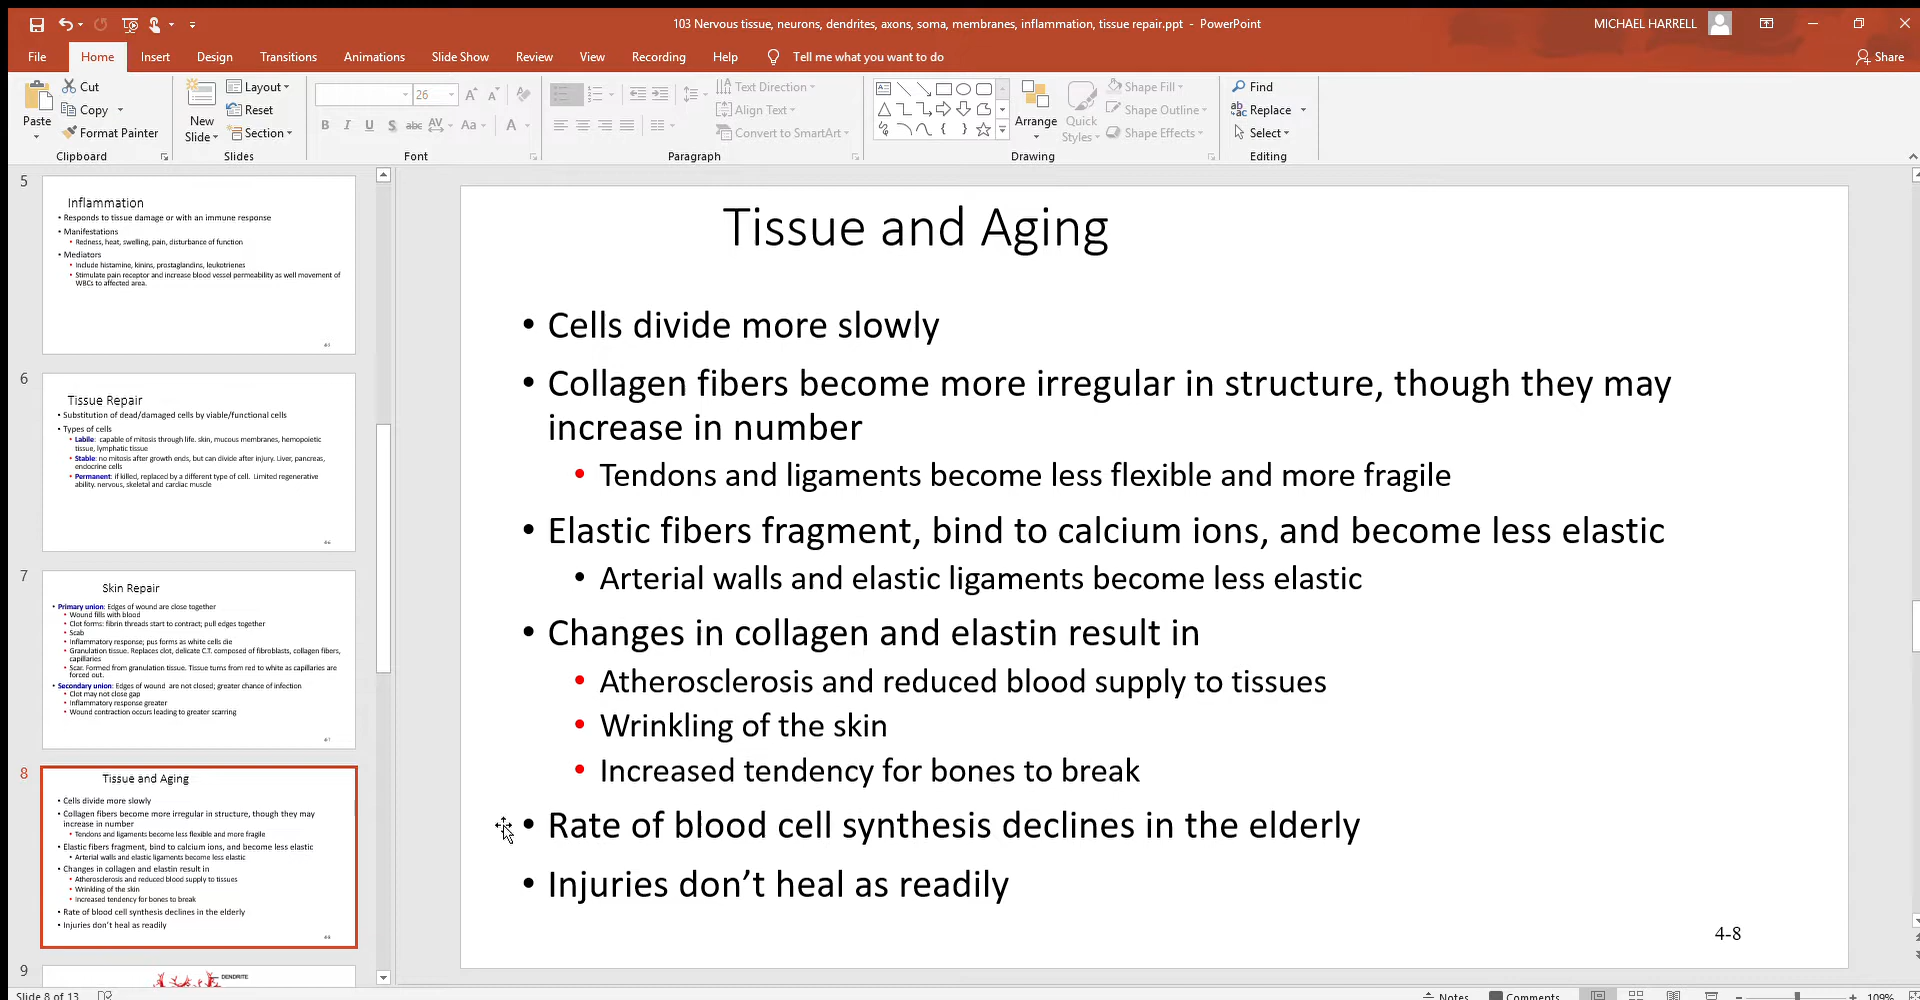 103 Nervous tissue, neurons, dendrites, axons, soma, membranes, inflammation, tissue repair.ppt - PowerPoint
MICHAEL HARRELL
File Home Insert Design Transitions Animations Slide Show Review View Recording Help Tell me what you want to do
Share
Cut
Copy
Format Painter
Paste
Clipboard
New Slide
Layout
Reset
Section
Slides
26
B I U S abc AV Aa A
Font
Text Direction
Align Text
Convert to SmartArt
Paragraph
Arrange
Quick Styles
Shape Fill
Shape Outline
Shape Effects
Drawing
Find
Replace
Select
Editing
5
Inflammation
• Responds to tissue damage or with an immune response
• Manifestations
• Redness, heat, swelling, pain, disturbance of function
• Mediators
• Include histamine, kinins, prostaglandins, leukotrienes
• Stimulate pain receptor and increase blood vessel permeability as well movement of
WBCs to affected area.
6
Tissue Repair
• Substitution of dead/damaged cells by viable/functional cells
• Types of cells
• Labile: capable of mitosis through life. skin, mucous membranes, hemopoietic
tissue, lymphatic tissue
• Stable: no mitosis after growth ends, but can divide after injury. Liver, pancreas,
endocrine cells
• Permanent: if killed, replaced by a different type of cell. Limited regenerative
ability. nervous, skeletal and cardiac muscle
7
Skin Repair
• Primary union: Edges of wound are close together
• Wound fills with blood
• Clot forms: fibrin threads start to contract; pull edges together
• Scab
• Inflammatory response; pus forms as white cells die
• Granulation tissue. Replaces clot, delicate C.T. composed of fibroblasts, collagen fibers,
capillaries
• Scar. Formed from granulation tissue. Tissue turns from red to white as capillaries are
forced out.
• Secondary union: Edges of wound are not closed; greater chance of infection
• Clot may not close gap
• Inflammatory response greater
• Wound contraction occurs leading to greater scarring
8
Tissue and Aging
• Cells divide more slowly
• Collagen fibers become more irregular in structure, though they may
increase in number
• Tendons and ligaments become less flexible and more fragile
• Elastic fibers fragment, bind to calcium ions, and become less elastic
• Arterial walls and elastic ligaments become less elastic
• Changes in collagen and elastin result in
• Atherosclerosis and reduced blood supply to tissues
• Wrinkling of the skin
• Increased tendency for bones to break
• Rate of blood cell synthesis declines in the elderly
• Injuries don't heal as readily
9
DENDRITE
Tissue and Aging
• Cells divide more slowly
• Collagen fibers become more irregular in structure, though they may
increase in number
• Tendons and ligaments become less flexible and more fragile
• Elastic fibers fragment, bind to calcium ions, and become less elastic
• Arterial walls and elastic ligaments become less elastic
• Changes in collagen and elastin result in
• Atherosclerosis and reduced blood supply to tissues
• Wrinkling of the skin
• Increased tendency for bones to break
• Rate of blood cell synthesis declines in the elderly
• Injuries don't heal as readily
4-8
Slide 8 of 13
Notes
Comments
109%